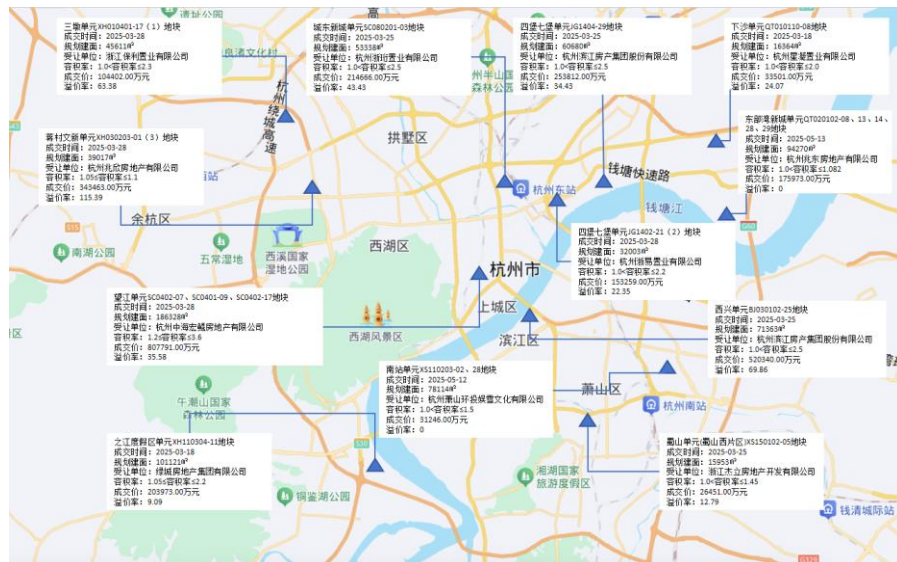 三墩单元XH010401-17（1）地块
成交时间：2025-03-28
规划建面：45611㎡
受让单位：浙江保利置业有限公司
容积率：1.0<容积率≤2.3
成交价：104402.00万元
溢价率：63.38
城东新城单元SC080201-03地块
成交时间：2025-03-25
规划建面：53338㎡
受让单位：杭州浙珩置业有限公司
容积率：1.0<容积率≤2.5
成交价：214666.00万元
溢价率：43.43
四堡七堡单元JG1404-29地块
成交时间：2025-03-25
规划建面：60680㎡
受让单位：杭州滨江房产集团股份有限公司
容积率：1.0<容积率≤2.5
成交价：253812.00万元
溢价率：34.43
下沙单元QT010110-08地块
成交时间：2025-03-18
规划建面：16364㎡
受让单位：杭州星凝置业有限公司
容积率：1.0<容积率≤2.0
成交价：33501.00万元
溢价率：24.07
蒋村文新单元XH030203-01（3）地块
成交时间：2025-03-28
规划建面：39017㎡
受让单位：杭州兆欣房地产有限公司
容积率：1.05≤容积率≤1.1
成交价：343463.00万元
溢价率：115.39
东部湾新城单元QT020102-08、13、14、
28、29地块
成交时间：2025-05-13
规划建面：94270㎡
受让单位：杭州兆东房地产有限公司
容积率：1.0<容积率≤1.082
成交价：175973.00万元
溢价率：0
四堡七堡单元JG1402-21（2）地块
成交时间：2025-03-28
规划建面：32003㎡
受让单位：杭州浙易置业有限公司
容积率：1.0<容积率≤2.2
成交价：153259.00万元
溢价率：22.35
望江单元SC0402-07、SC0401-09、SC0402-17地块
成交时间：2025-03-28
规划建面：186328㎡
受让单位：杭州中海宏觱房地产有限公司
容积率：1.2≤容积率≤3.6
成交价：807791.00万元
溢价率：35.58
西兴单元BJ030102-25地块
成交时间：2025-03-25
规划建面：71363㎡
受让单位：杭州滨江房产集团股份有限公司
容积率：1.0<容积率≤2.5
成交价：520340.00万元
溢价率：69.86
南站单元XS110203-02、28地块
成交时间：2025-05-12
规划建面：78114㎡
受让单位：杭州萧山环投娱雪文化有限公司
容积率：1.0<容积率≤1.5
成交价：31246.00万元
溢价率：0
之江度假区单元XH110304-11地块
成交时间：2025-03-18
规划建面：101121㎡
受让单位：绿城房地产集团有限公司
容积率：1.05≤容积率≤2.2
成交价：203973.00万元
溢价率：9.09
蜀山单元(蜀山西片区)XS150102-05地块
成交时间：2025-03-25
规划建面：15953㎡
受让单位：浙江杰立房地产开发有限公司
容积率：1.0<容积率≤1.45
成交价：26451.00万元
溢价率：12.79
良渚文化村
杭州绕城高速
拱墅区
州半山国
森林公园
杭州东站
钱塘快速路
钱塘江
余杭区
南湖公园
五常湿地
西溪国家
湿地公园
西湖区
杭州市
上城区
西湖风景区
滨江区
萧山区
午潮山国家
森林公园
杭州南站
铜鉴湖公园
湘湖国家
旅游度假区
钱清城际站